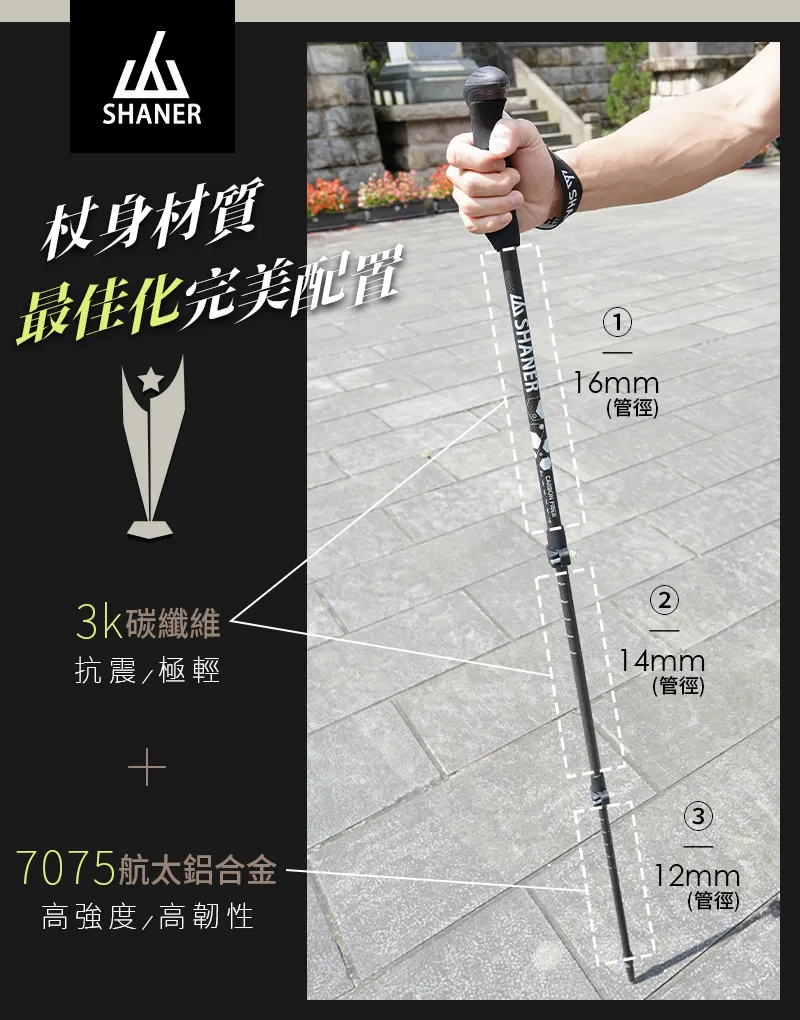 SHANER
杖身材質
最佳化完美配置
SHANER
SHANER
CARBON FIBER
①
16mm
(管徑)
3k碳纖維
抗震/極輕
②
14mm
(管徑)
7075航太鋁合金
高強度/高韌性
③
12mm
(管徑)